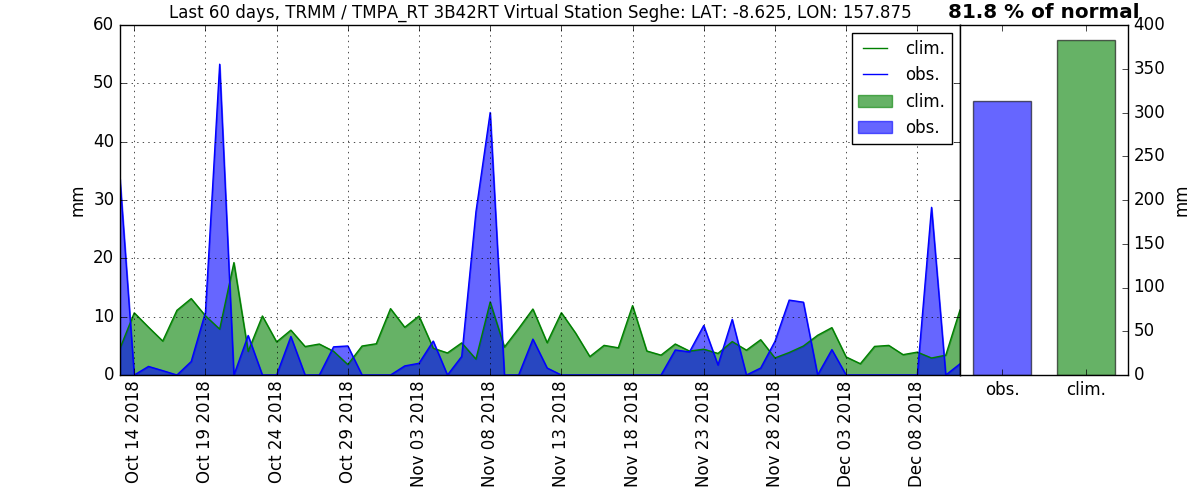 Last 60 days, TRMM / TMPA_RT 3B42RT Virtual Station Seghe: LAT: -8.625, LON: 157.875
81.8 % of normal
60
50
40
30
20
10
0
mm
clim.
obs.
clim.
obs.
Oct 14 2018
Oct 19 2018
Oct 24 2018
Oct 29 2018
Nov 03 2018
Nov 08 2018
Nov 13 2018
Nov 18 2018
Nov 23 2018
Nov 28 2018
Dec 03 2018
Dec 08 2018
400
350
300
250
200
150
100
50
0
mm
obs.
clim.